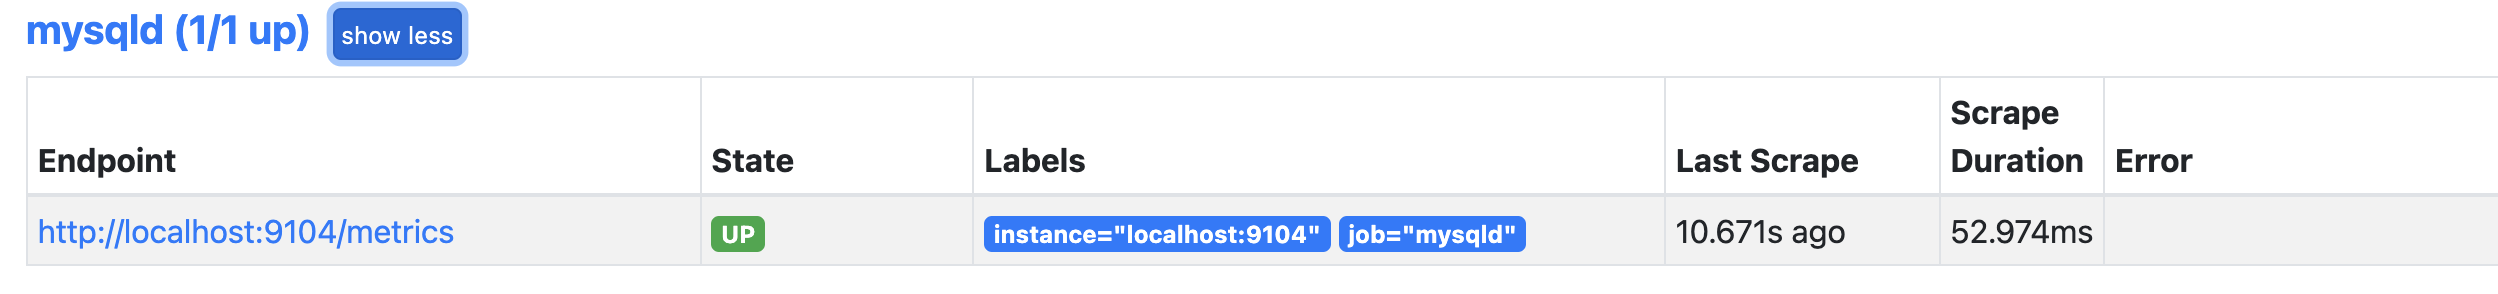 mysqld (1/1 up) show less
Scrape
Endpoint State Labels Last Scrape Duration Error
http://localhost:9104/metrics UP instance="localhost:9104" job="mysqld" 10.671s ago 52.974ms